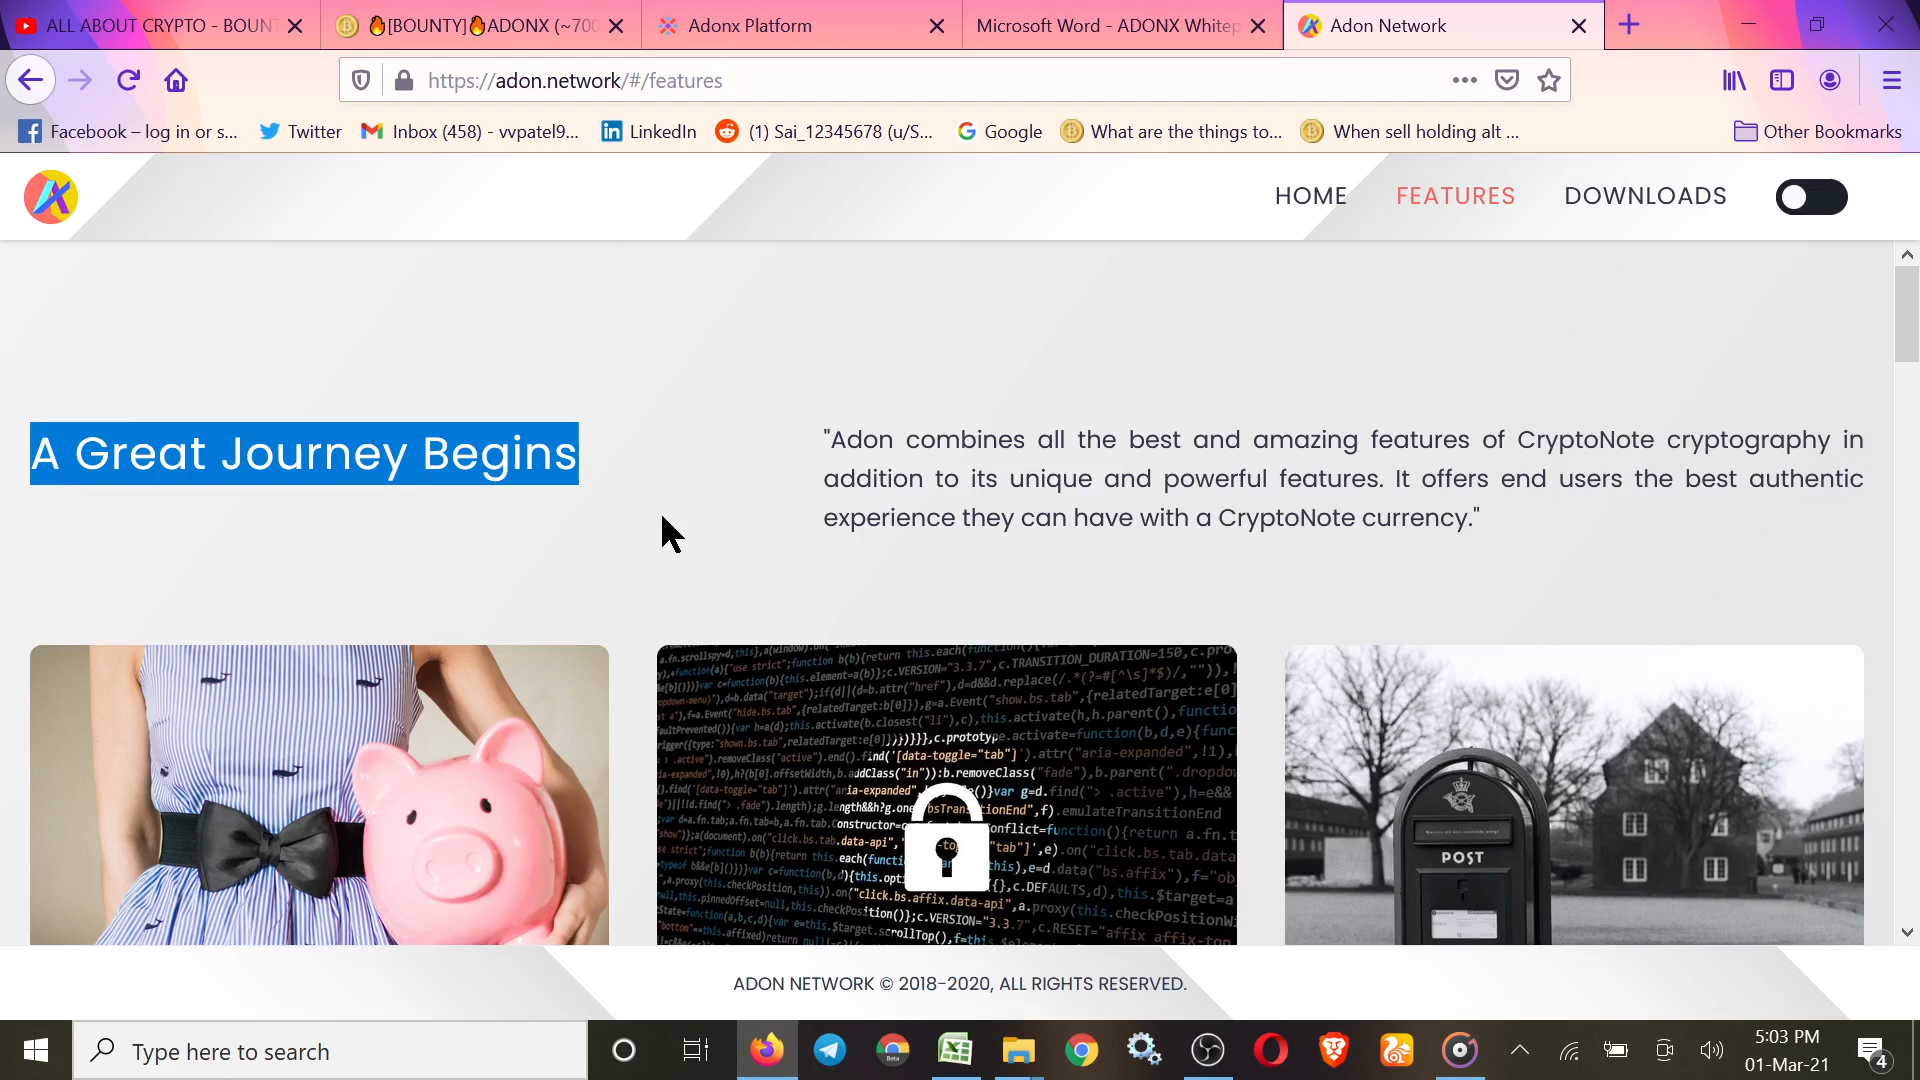 ALL ABOUT CRYPTO - BOUNT
🔥[BOUNTY]🔥ADONX (~700
Adonx Platform
Microsoft Word - ADONX Whitep
Adon Network
https://adon.network/#/features
Facebook – log in or s...
Twitter
Inbox (458) - vvpatel9...
LinkedIn
(1) Sai_12345678 (u/S...
Google
What are the things to...
When sell holding alt ...
Other Bookmarks
HOME
FEATURES
DOWNLOADS
A Great Journey Begins
"Adon combines all the best and amazing features of CryptoNote cryptography in
addition to its unique and powerful features. It offers end users the best authentic
experience they can have with a CryptoNote currency."
POST
ADON NETWORK © 2018-2020, ALL RIGHTS RESERVED.
Type here to search
Beta
5:03 PM
01-Mar-21
4